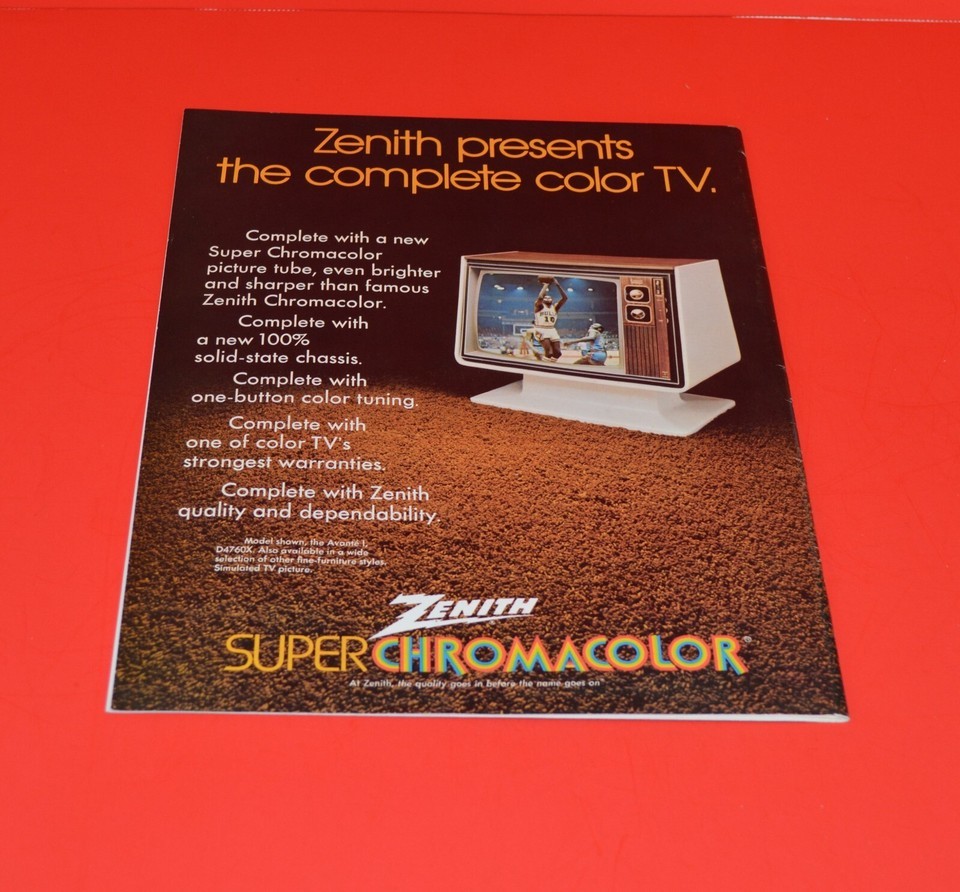 Zenith presents
the complete color TV.
Complete with a new
Super Chromacolor
picture tube, even brighter
and sharper than famous
Zenith Chromacolor.
Complete with
a new 100%
solid-state chassis.
Complete with
one-button color tuning.
Complete with
one of color TV's
strongest warranties.
Complete with Zenith
quality and dependability.
Model shown, the Avanté I,
D4760X. Also available in a wide
selection of other fine-furniture styles.
Simulated TV picture.
BULLS
18
ZENITH
SUPER CHROMACOLOR®
At Zenith, the quality goes in before the name goes on®